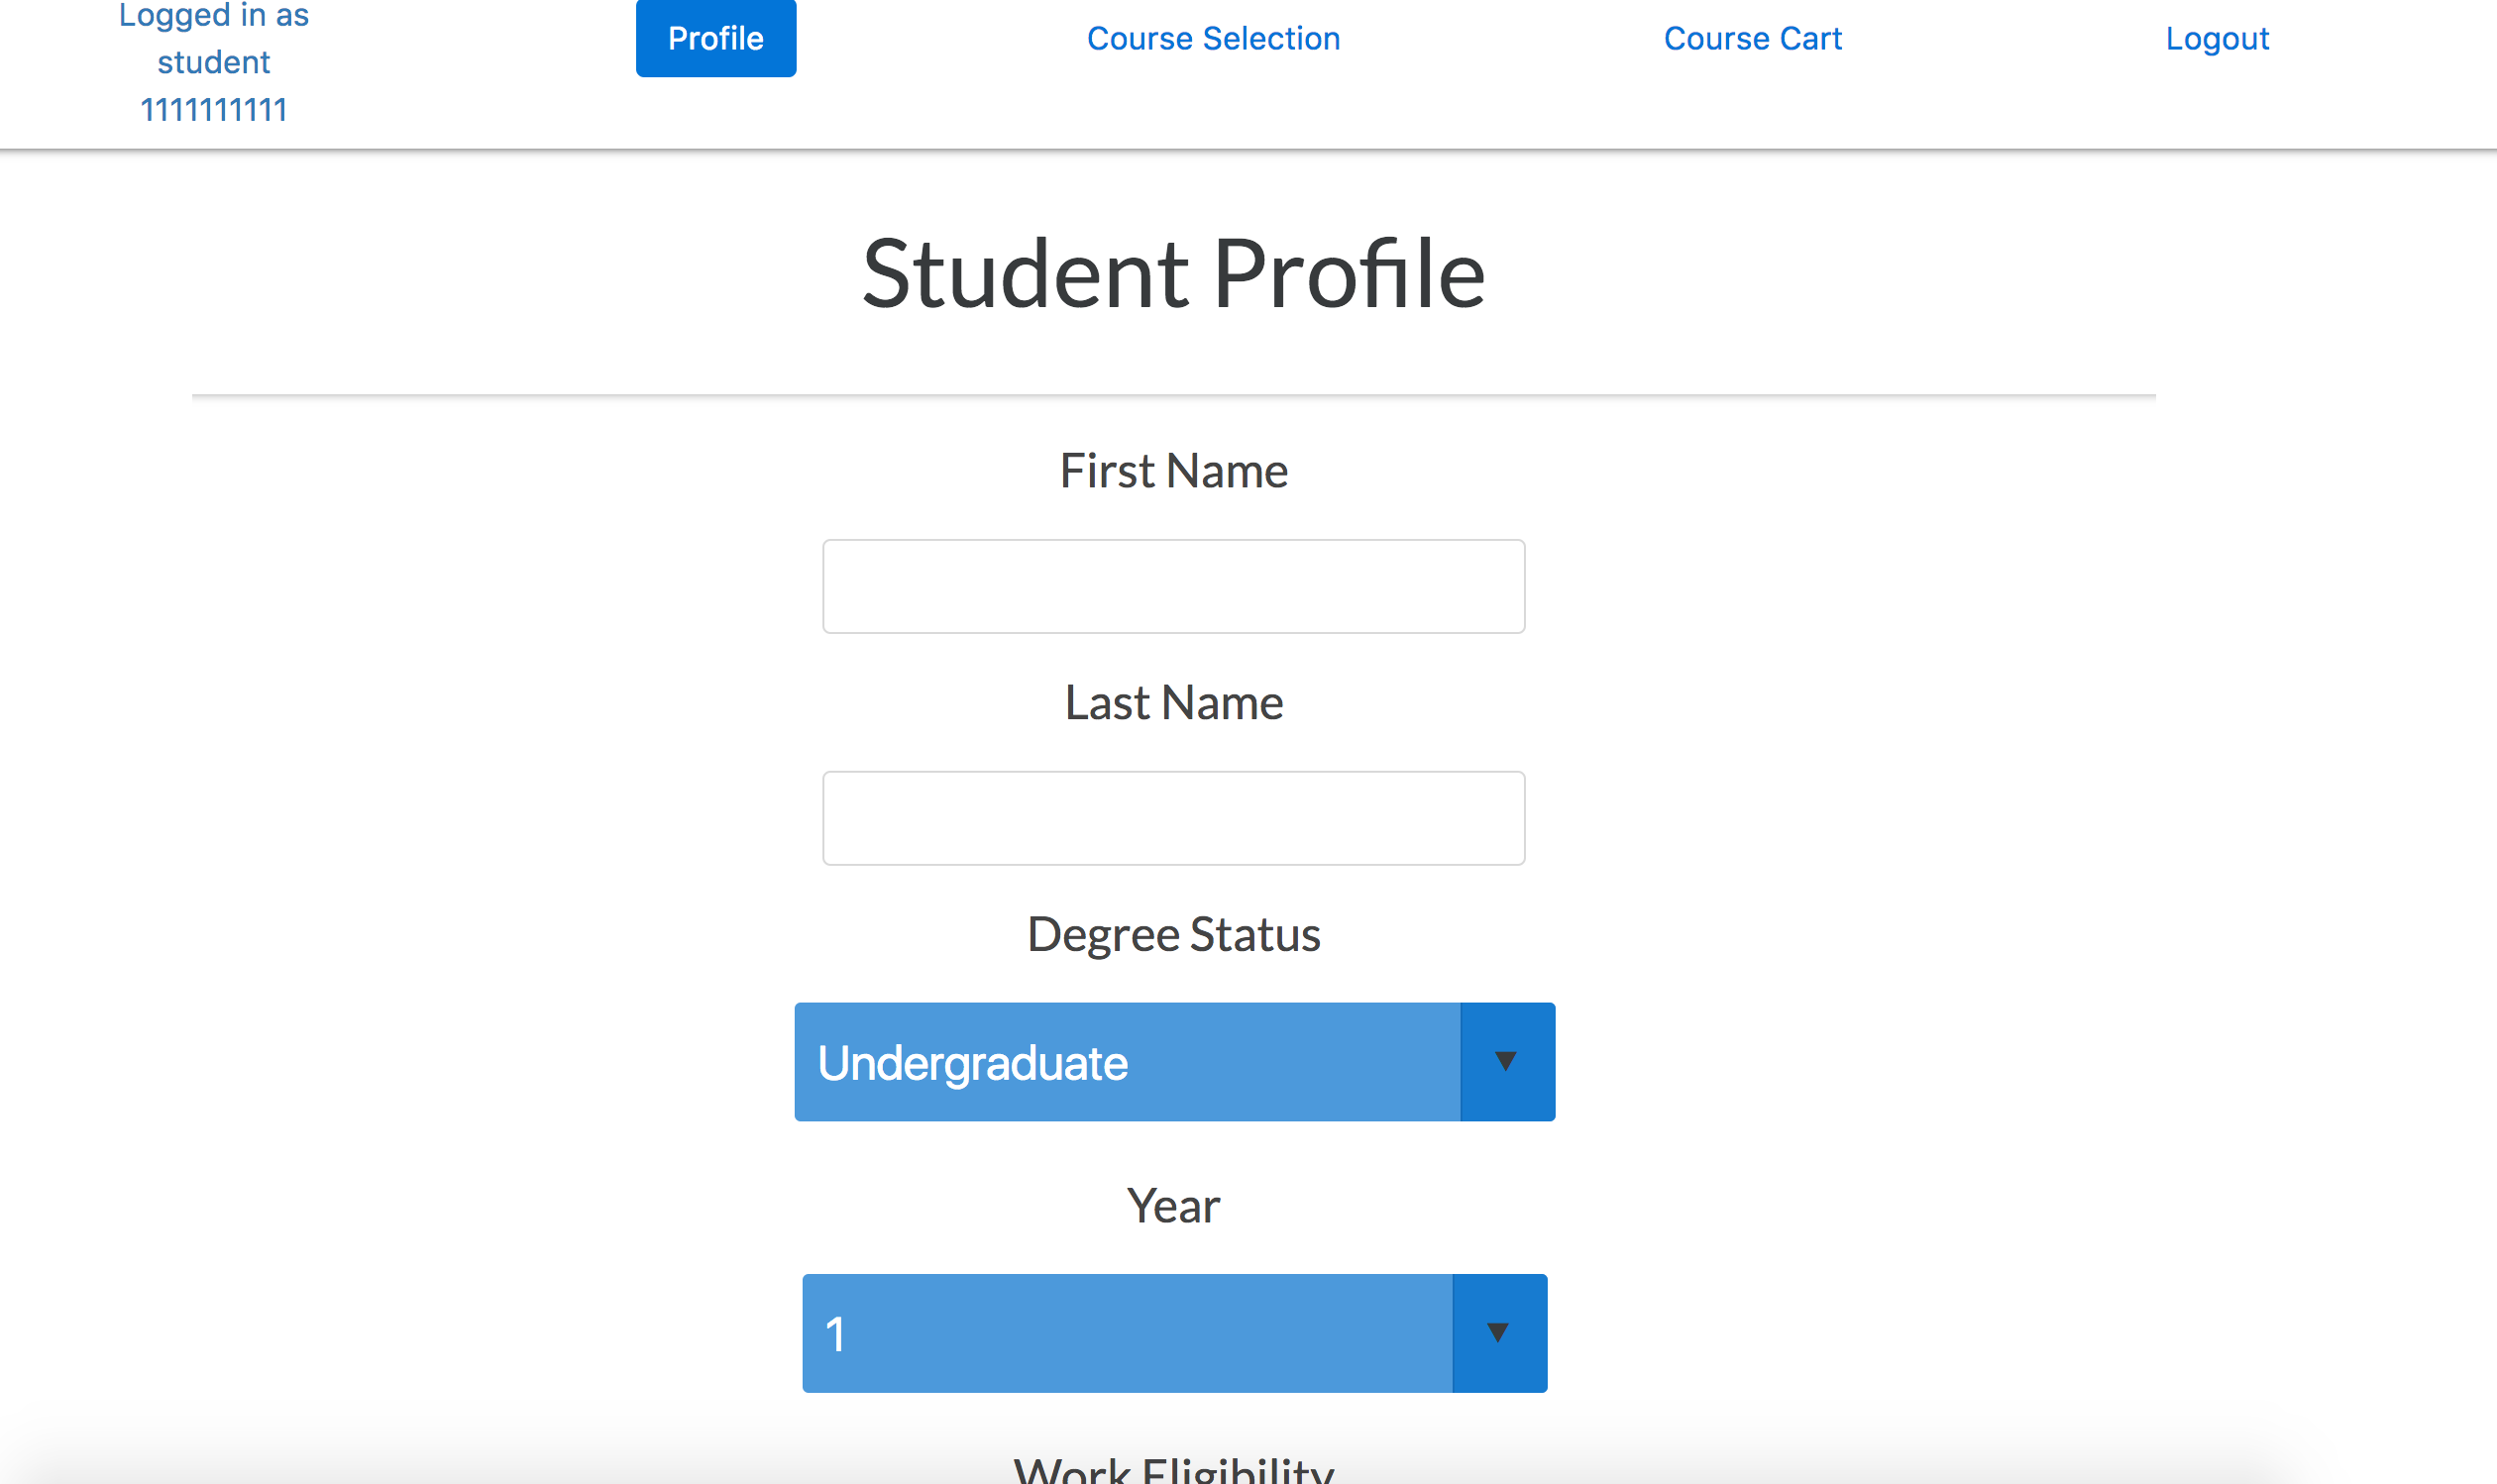 Logged in as
student
1111111111
Profile
Course Selection
Course Cart
Logout
Student Profile
First Name
Last Name
Degree Status
Undergraduate
Year
1
Work Eligibility